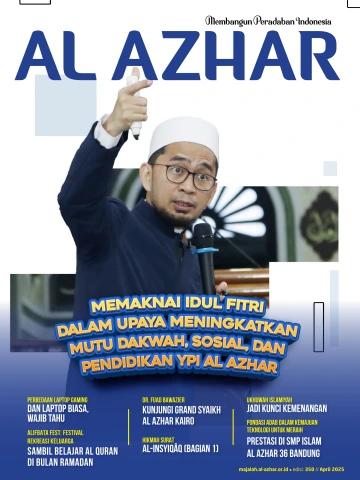 Membangun Peradaban Indonesia
AL AZHAR
MEMAKNAI IDUL FITRI
DALAM UPAYA MENINGKATKAN
MUTU DAKWAH, SOSIAL, DAN
PENDIDIKAN YPI AL AZHAR
PERBEDAAN LAPTOP GAMING
DAN LAPTOP BIASA,
WAJIB TAHU
ALIFBATA FEST: FESTIVAL
REKREASI KELUARGA
SAMBIL BELAJAR AL QURAN
DI BULAN RAMADAN
DR. FUAD BAWAZIER
KUNJUNGI GRAND SYAIKH
AL AZHAR KAIRO
HIKMAH SURAT
AL-INSYIQÂQ (BAGIAN 1)
UKHUWAH ISLAMIYAH
JADI KUNCI KEMENANGAN
FONDASI ADAB DALAM KEMAJUAN
TEKNOLOGI UNTUK MERAIH
PRESTASI DI SMP ISLAM
AL AZHAR 36 BANDUNG
majalah.al-azhar.or.id • edisi 350 // April 2025